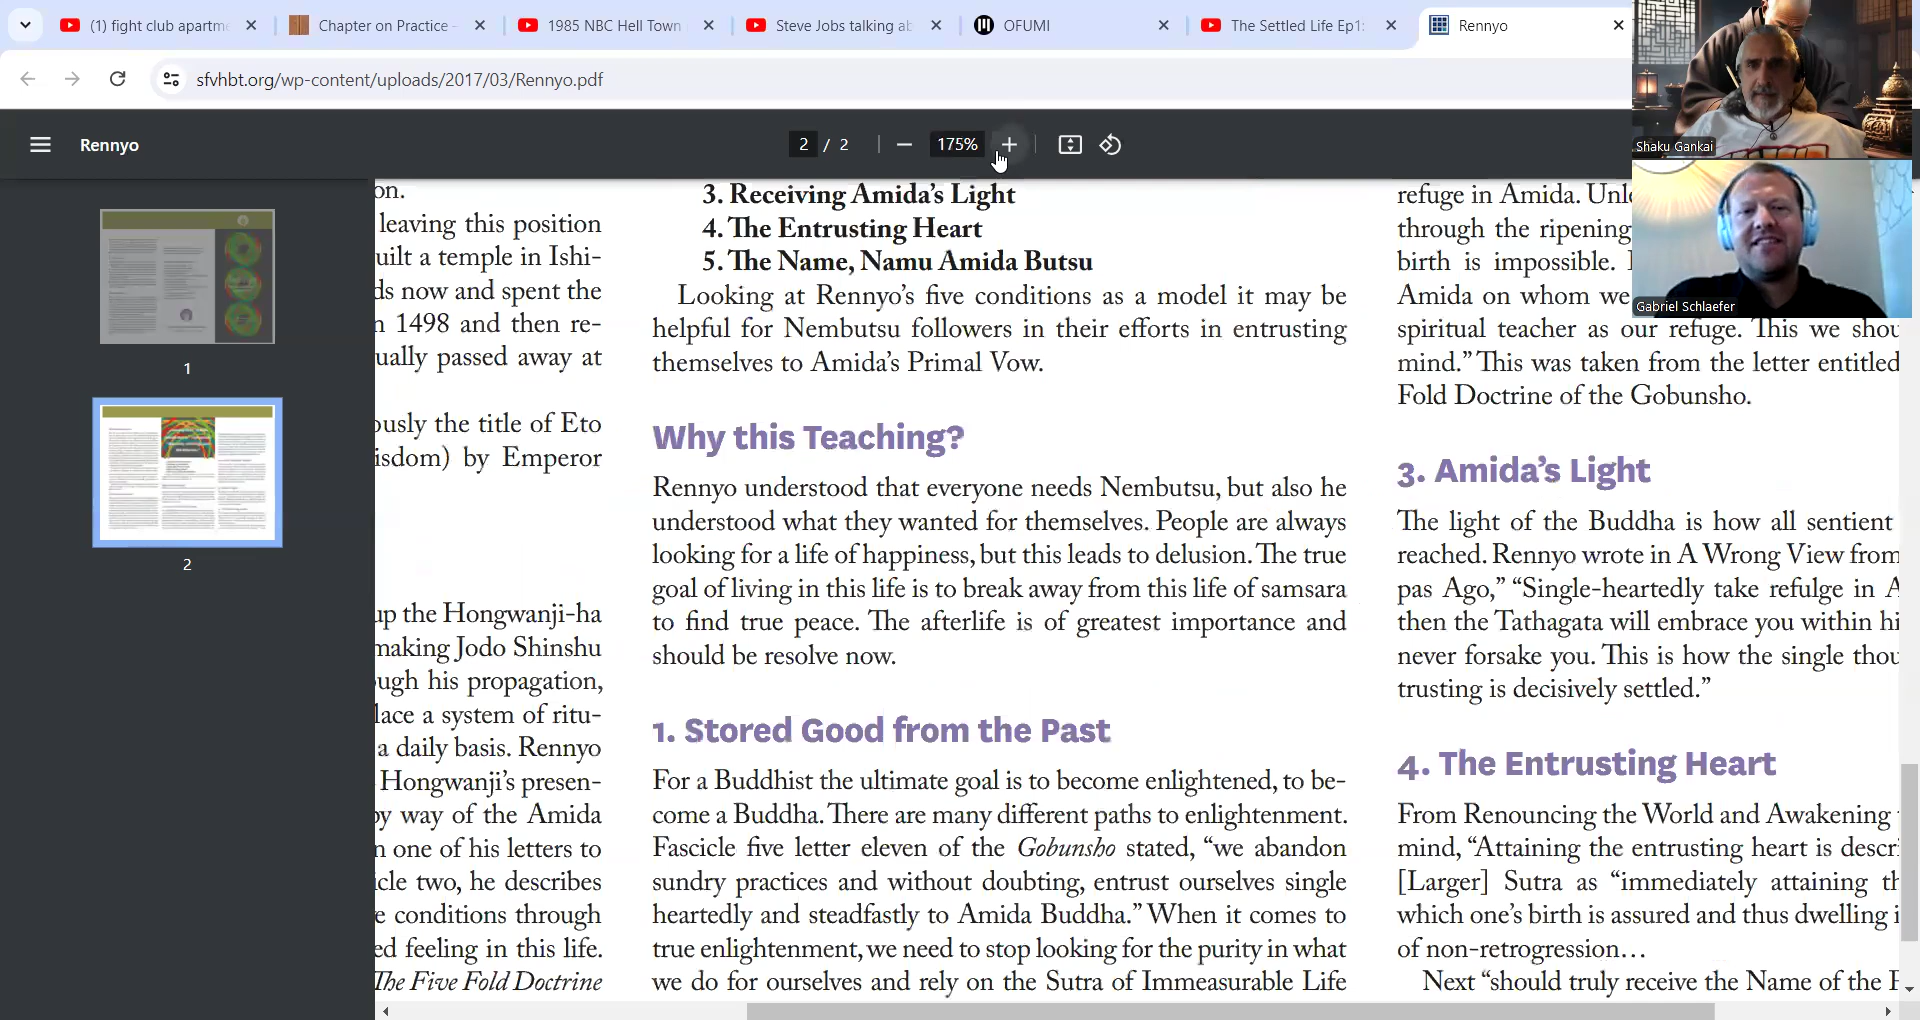 (1) fight club apartm
Chapter on Practice -
1985 NBC Hell Town
Steve Jobs talking ab
OFUMI
The Settled Life Ep1:
Rennyo
sfvhbt.org/wp-content/uploads/2017/03/Rennyo.pdf
Rennyo
2 / 2
175%
Shaku Gankai
Gabriel Schlaefer
1
2
on.
leaving this position
uilt a temple in Ishi-
ds now and spent the
n 1498 and then re-
ually passed away at
ously the title of Eto
isdom) by Emperor
up the Hongwanji-ha
making Jodo Shinshu
ough his propagation,
lace a system of ritu-
a daily basis. Rennyo
Hongwanji's presen-
by way of the Amida
n one of his letters to
icle two, he describes
e conditions through
ed feeling in this life.
The Five Fold Doctrine
3. Receiving Amida's Light
4. The Entrusting Heart
5. The Name, Namu Amida Butsu
Looking at Rennyo's five conditions as a model it may be
helpful for Nembutsu followers in their efforts in entrusting
themselves to Amida's Primal Vow.
Why this Teaching?
Rennyo understood that everyone needs Nembutsu, but also he
understood what they wanted for themselves. People are always
looking for a life of happiness, but this leads to delusion. The true
goal of living in this life is to break away from this life of samsara
to find true peace. The afterlife is of greatest importance and
should be resolve now.
1. Stored Good from the Past
For a Buddhist the ultimate goal is to become enlightened, to be-
come a Buddha. There are many different paths to enlightenment.
Fascicle five letter eleven of the Gobunsho stated, "we abandon
sundry practices and without doubting, entrust ourselves single
heartedly and steadfastly to Amida Buddha." When it comes to
true enlightenment, we need to stop looking for the purity in what
we do for ourselves and rely on the Sutra of Immeasurable Life
refuge in Amida. Unl
through the ripening
birth is impossible.
Amida on whom we
spiritual teacher as our refuge. This we shou
mind." This was taken from the letter entitled
Fold Doctrine of the Gobunsho.
3. Amida's Light
The light of the Buddha is how all sentient
reached. Rennyo wrote in A Wrong View from
pas Ago," "Single-heartedly take refulge in A
then the Tathagata will embrace you within hi
never forsake you. This is how the single thou
trusting is decisively settled."
4. The Entrusting Heart
From Renouncing the World and Awakening
mind, "Attaining the entrusting heart is descr
[Larger] Sutra as "immediately attaining th
which one's birth is assured and thus dwelling i
of non-retrogression…
Next "should truly receive the Name of the